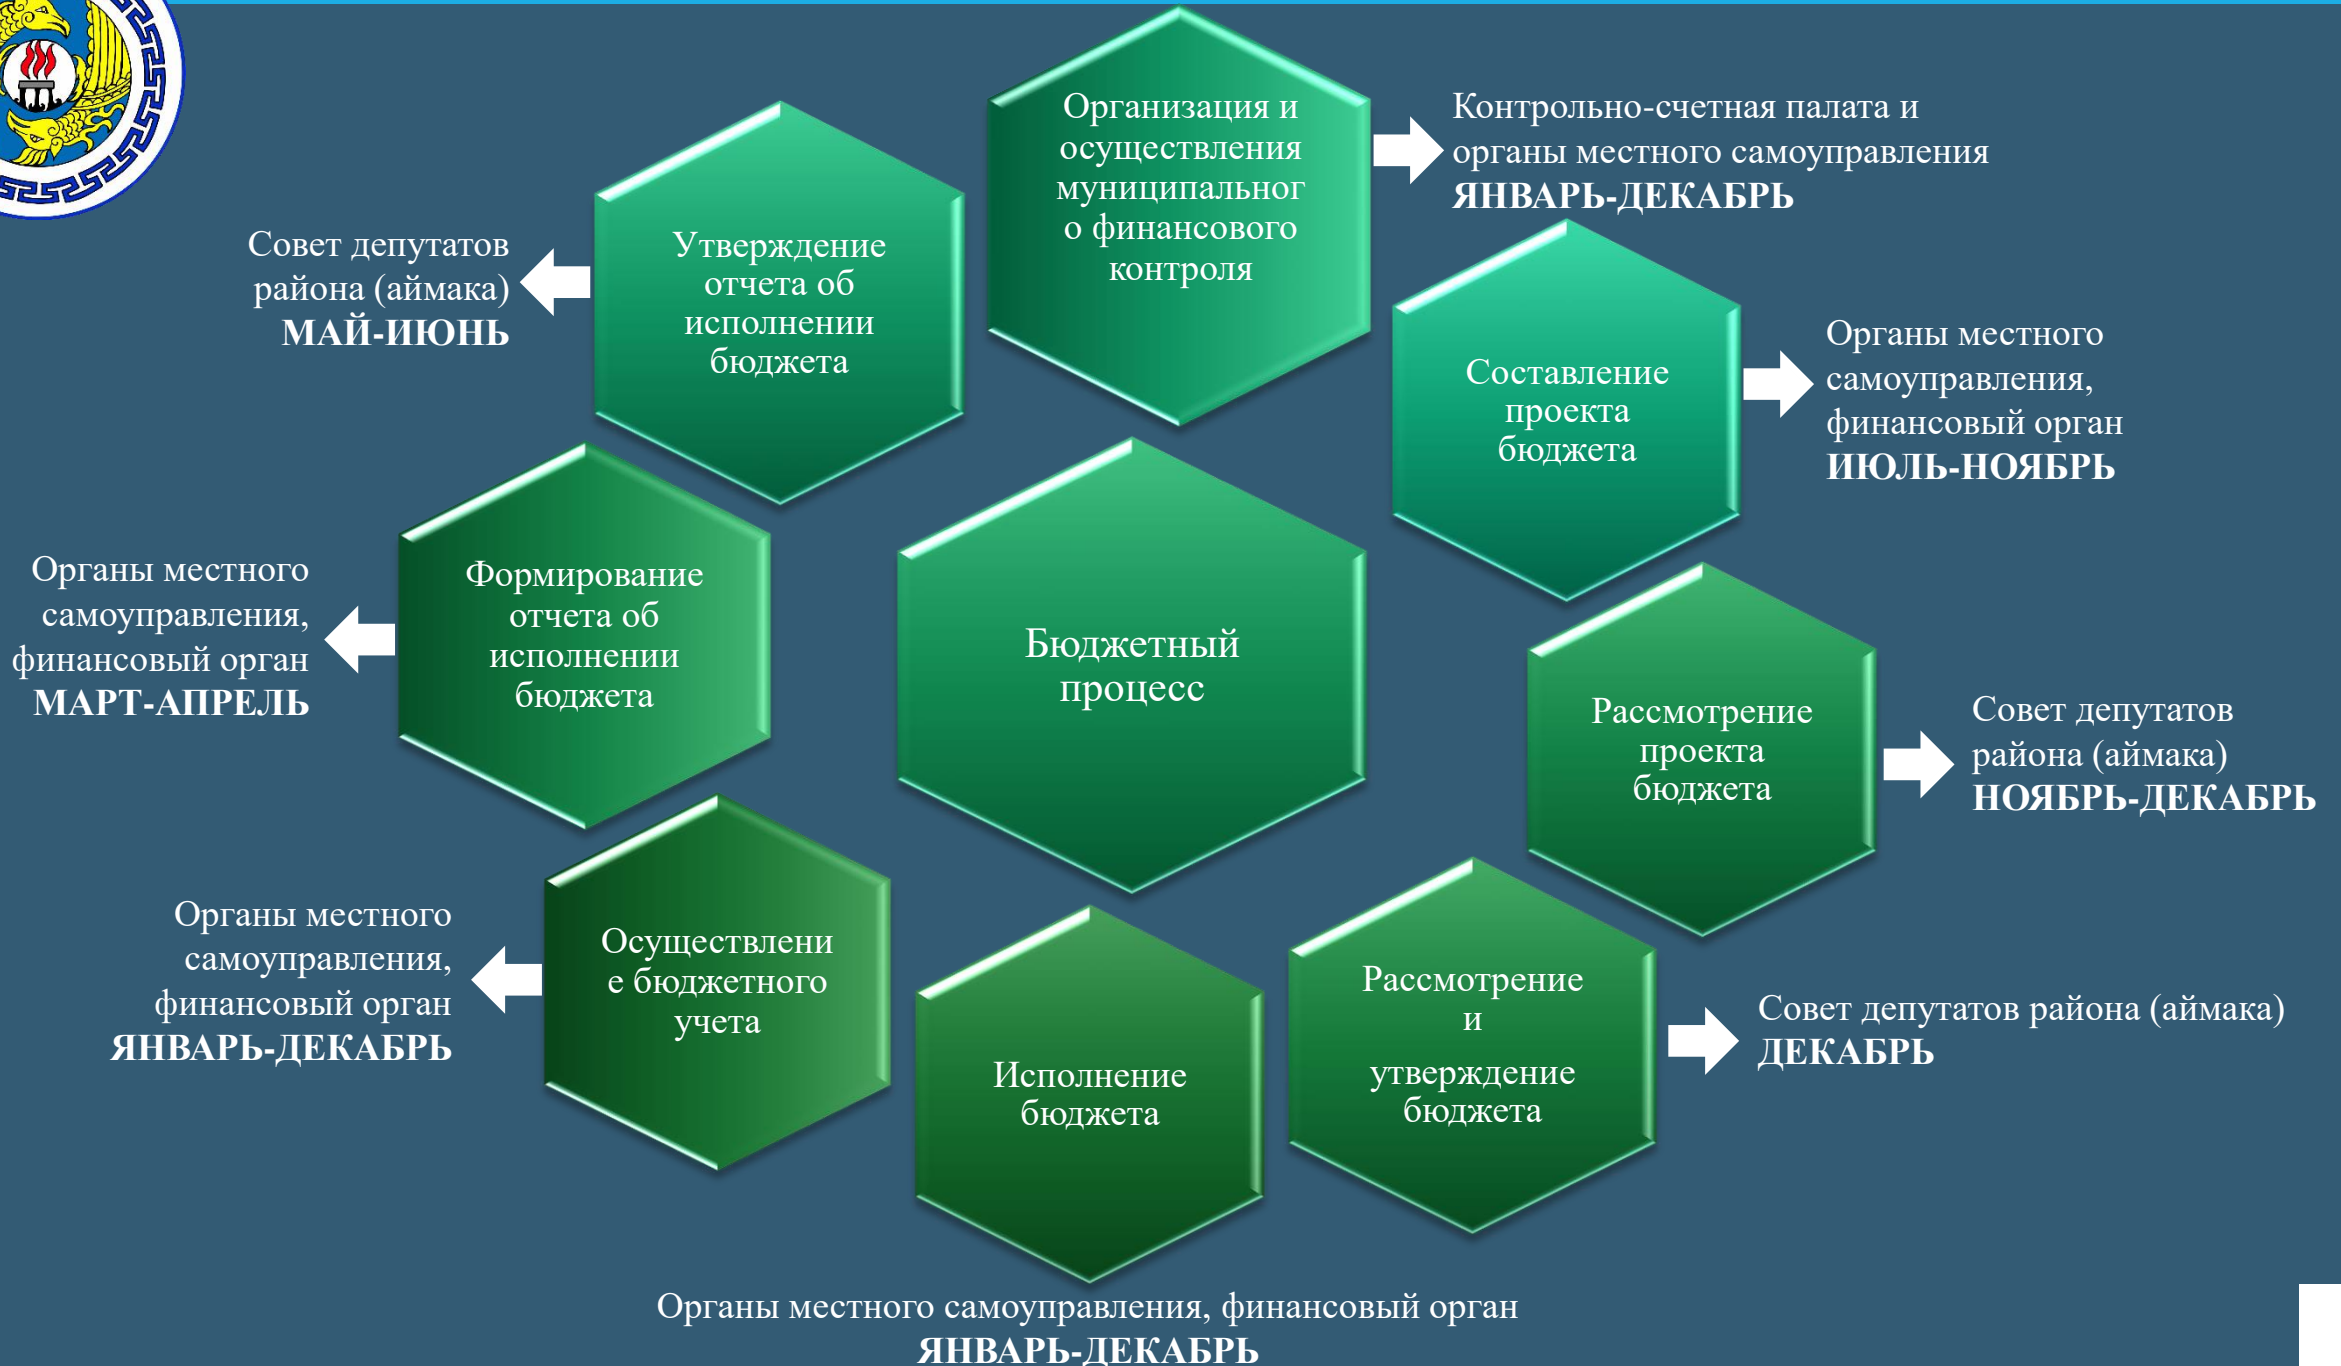 Организация и
осуществления
муниципальног
о финансового
контроля
Контрольно-счетная палата и
органы местного самоуправления
ЯНВАРЬ-ДЕКАБРЬ
Составление
проекта
бюджета
Органы местного
самоуправления,
финансовый орган
ИЮЛЬ-НОЯБРЬ
Рассмотрение
проекта
бюджета
Совет депутатов
района (аймака)
НОЯБРЬ-ДЕКАБРЬ
Рассмотрение
и
утверждение
бюджета
Совет депутатов района (аймака)
ДЕКАБРЬ
Исполнение
бюджета
Органы местного самоуправления, финансовый орган
ЯНВАРЬ-ДЕКАБРЬ
Осуществлени
е бюджетного
учета
Органы местного
самоуправления,
финансовый орган
ЯНВАРЬ-ДЕКАБРЬ
Формирование
отчета об
исполнении
бюджета
Органы местного
самоуправления,
финансовый орган
МАРТ-АПРЕЛЬ
Утверждение
отчета об
исполнении
бюджета
Совет депутатов
района (аймака)
МАЙ-ИЮНЬ
Бюджетный
процесс